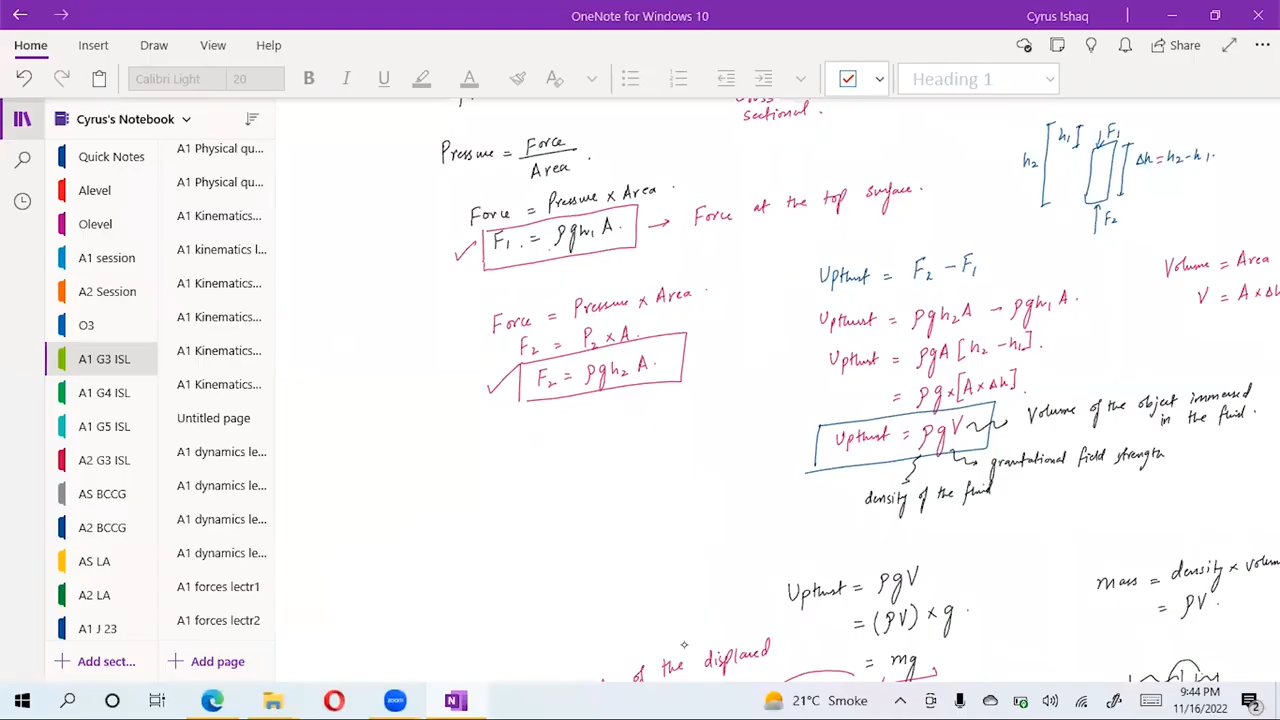 OneNote for Windows 10
Cyrus Ishaq
Home Insert Draw View Help
Share
Calibri Light 20
B I U A
Heading 1
Cyrus's Notebook
Quick Notes
Alevel
Olevel
A1 session
A2 Session
O3
A1 G3 ISL
A1 G4 ISL
A1 G5 ISL
A2 G3 ISL
AS BCCG
A2 BCCG
AS LA
A2 LA
A1 J 23
+ Add sect...
A1 Physical qu...
A1 Physical qu...
A1 Kinematics...
A1 kinematics l...
A1 Kinematics...
A1 Kinematics...
A1 Kinematics...
A1 Kinematics...
Untitled page
A1 dynamics le...
A1 dynamics le...
A1 dynamics le...
A1 dynamics le...
A1 forces lectr1
A1 forces lectr2
+ Add page
sectional.
Pressure = Force / Area.
Force = Pressure × Area.
F₁ = ρgh₁ A. → Force at the top surface.
Force = Pressure × Area.
F₂ = P₂ × A.
F₂ = ρgh₂ A.
h₂ h₁ F₁
Δh = h₂ - h₁.
F₂
Upthust = F₂ - F₁
Upthust = ρgh₂A - ρgh₁A.
Upthust = ρgA [h₂ - h₁].
= ρg × [A × Δh].
Upthust = ρgV
Volume of the object immersed
in the fluid.
gravitational field strength
density of the fluid
Volume = Area
V = A × Δh
Upthust = ρgV
= (ρV) × g.
= mg
mass = density × volume
= ρV.
of the displaced
21°C Smoke
9:44 PM
11/16/2022
2